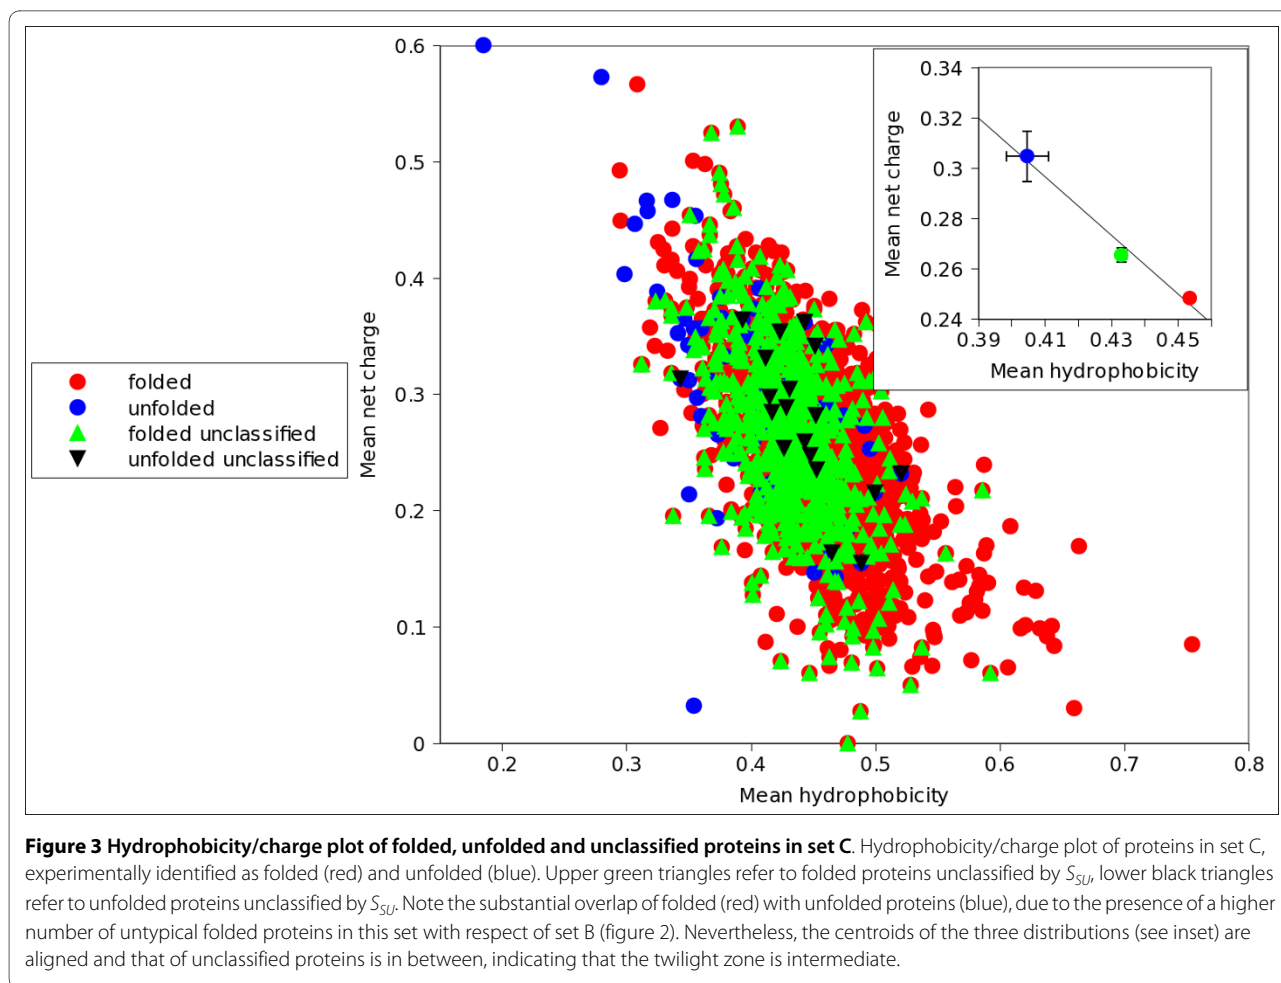 0.6
0.5
0.4
0.3
0.2
0.1
0
Mean net charge
0.2 0.3 0.4 0.5 0.6 0.7 0.8
Mean hydrophobicity
folded
unfolded
folded unclassified
unfolded unclassified
0.34
0.32
0.3
0.28
0.26
0.24
Mean net charge
0.39 0.41 0.43 0.45
Mean hydrophobicity
Figure 3 Hydrophobicity/charge plot of folded, unfolded and unclassified proteins in set C. Hydrophobicity/charge plot of proteins in set C,
experimentally identified as folded (red) and unfolded (blue). Upper green triangles refer to folded proteins unclassified by SSU, lower black triangles
refer to unfolded proteins unclassified by SSU. Note the substantial overlap of folded (red) with unfolded proteins (blue), due to the presence of a higher
number of untypical folded proteins in this set with respect of set B (figure 2). Nevertheless, the centroids of the three distributions (see inset) are
aligned and that of unclassified proteins is in between, indicating that the twilight zone is intermediate.